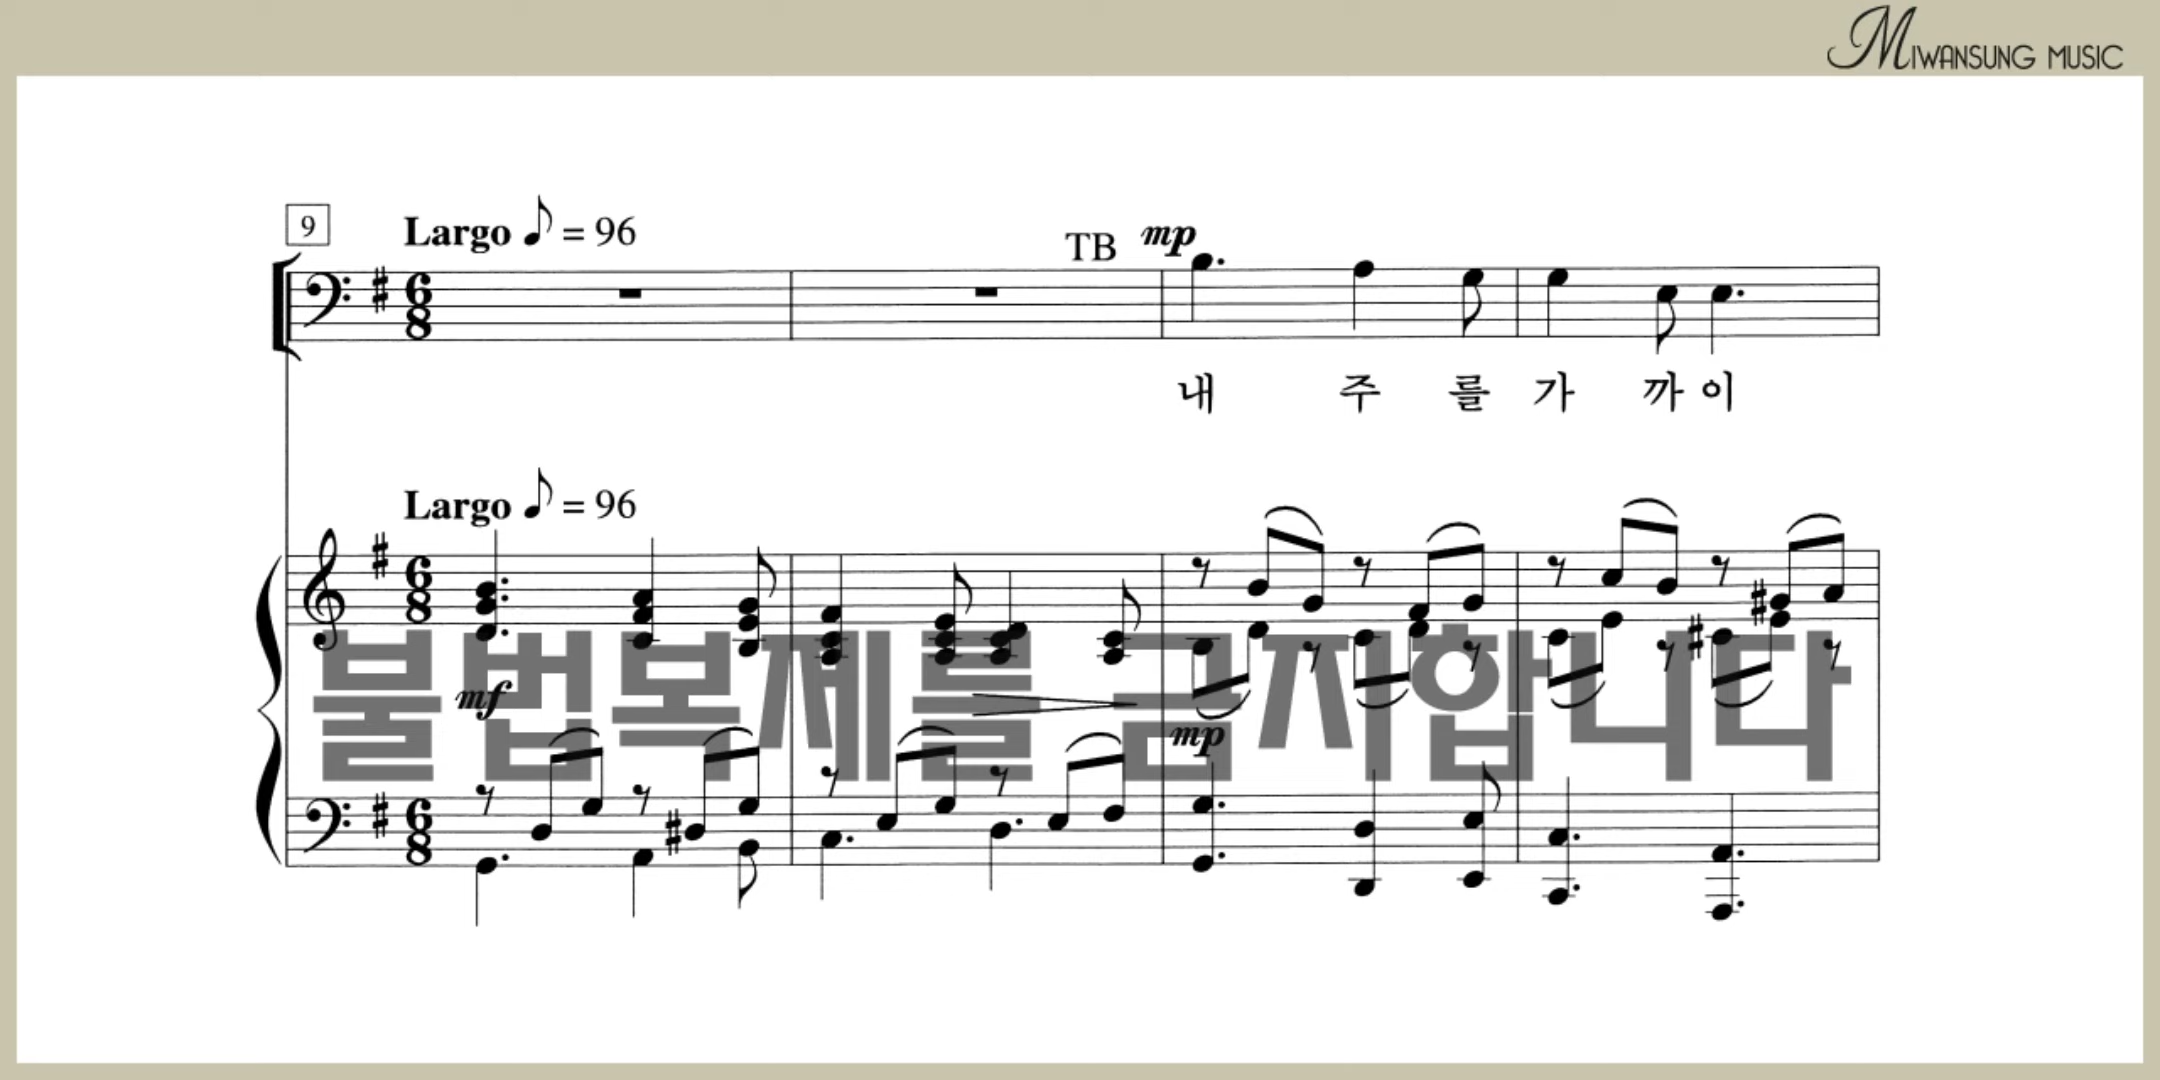 MIWANSUNG MUSIC
9
Largo ♪ = 96
TB mp
내 주 를 가 까 이
Largo ♪ = 96
불법복제를 금지합니다
mf
mp